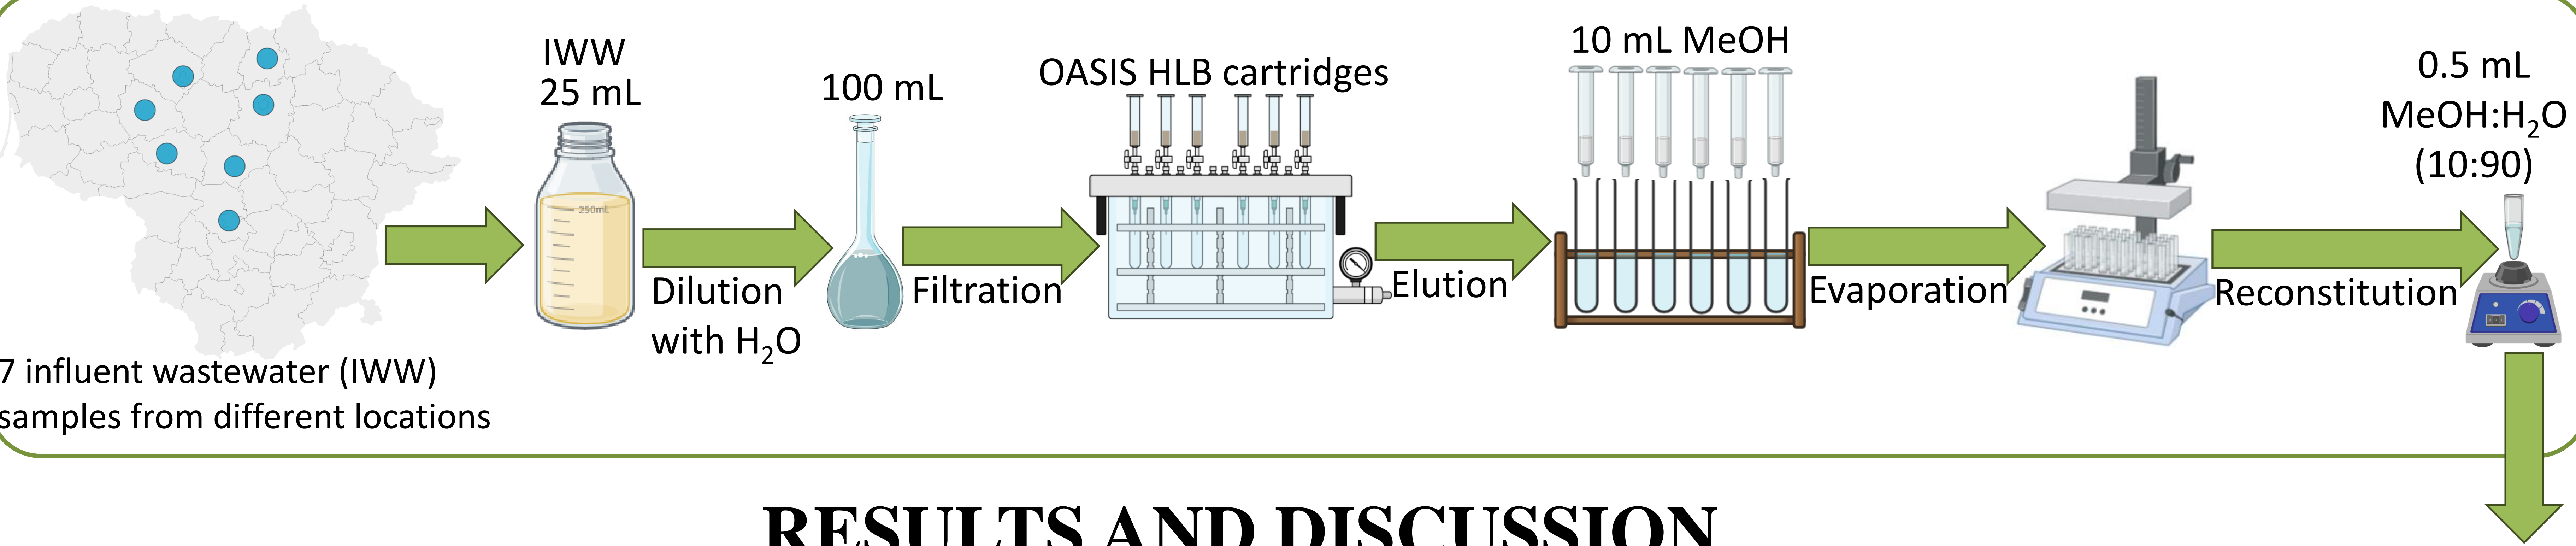 7 influent wastewater (IWW)
samples from different locations
IWW
25 mL
250mL
Dilution
with H₂O
100 mL
Filtration
OASIS HLB cartridges
Elution
10 mL MeOH
Evaporation
Reconstitution
0.5 mL
MeOH:H₂O
(10:90)
RESULTS AND DISCUSSION